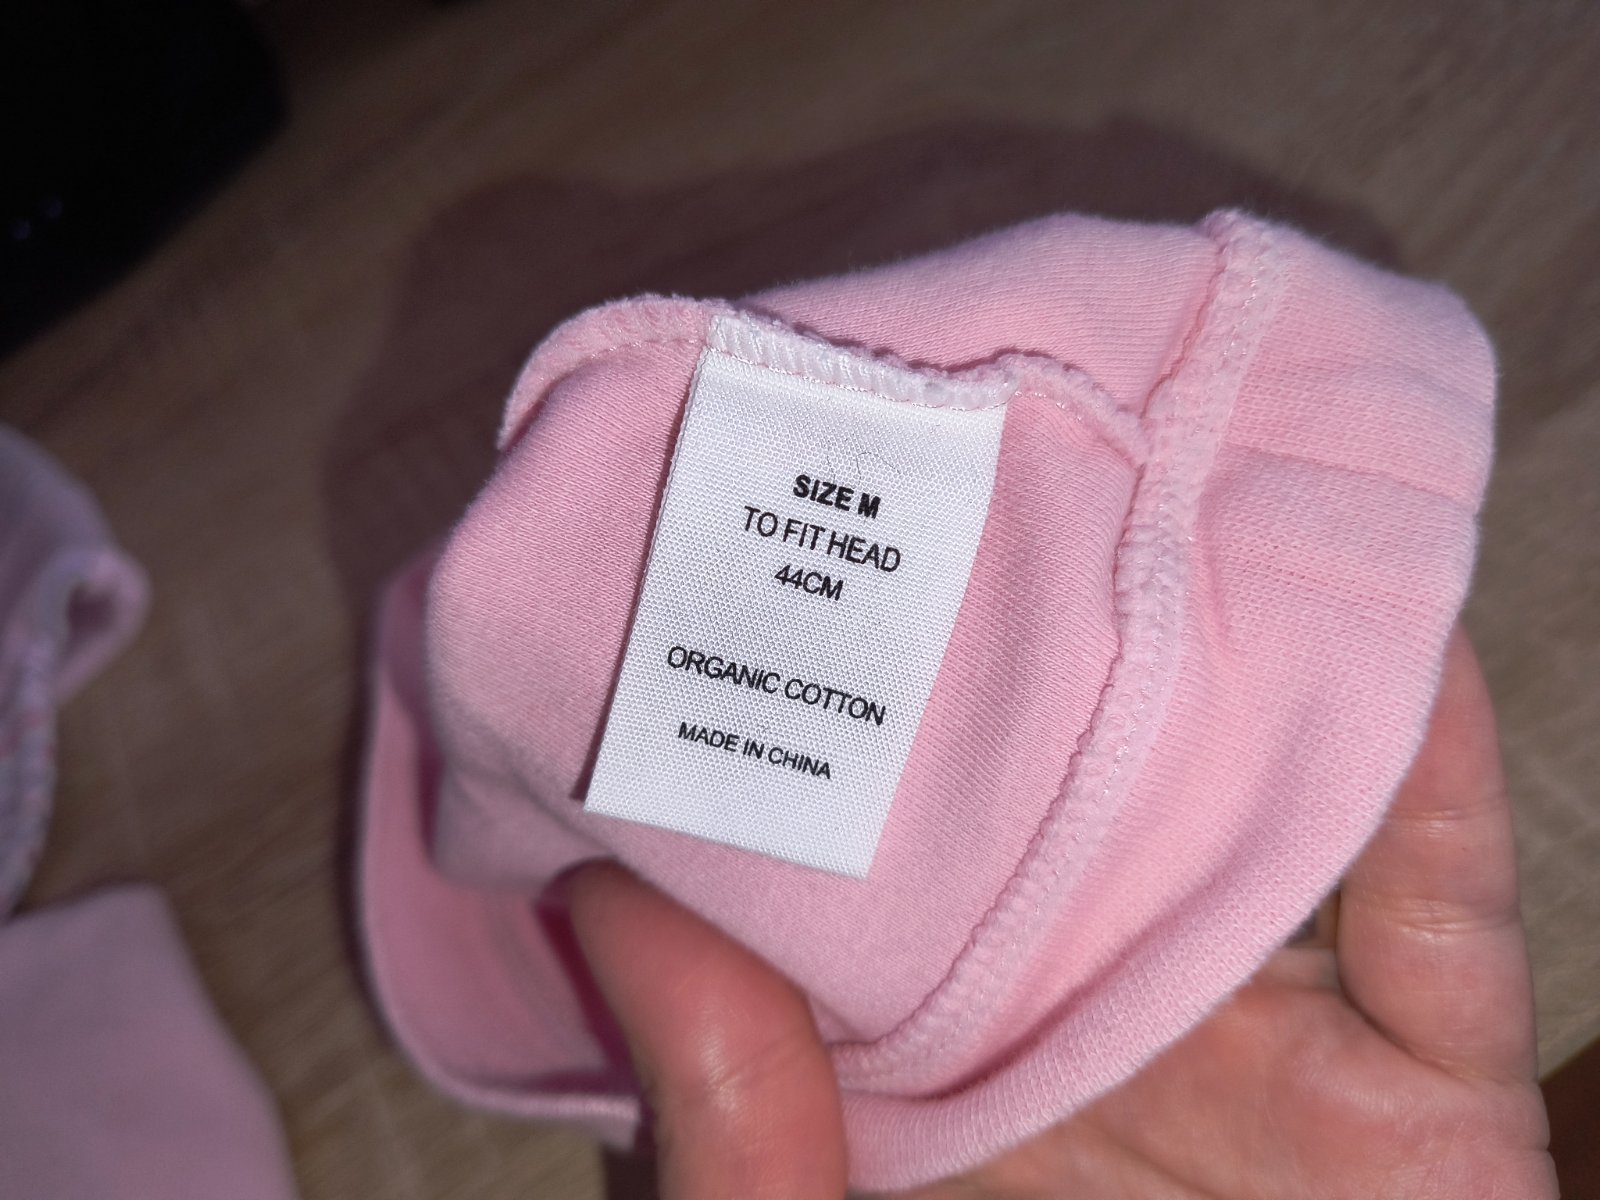 SIZE M
TO FIT HEAD
44CM
ORGANIC COTTON
MADE IN CHINA